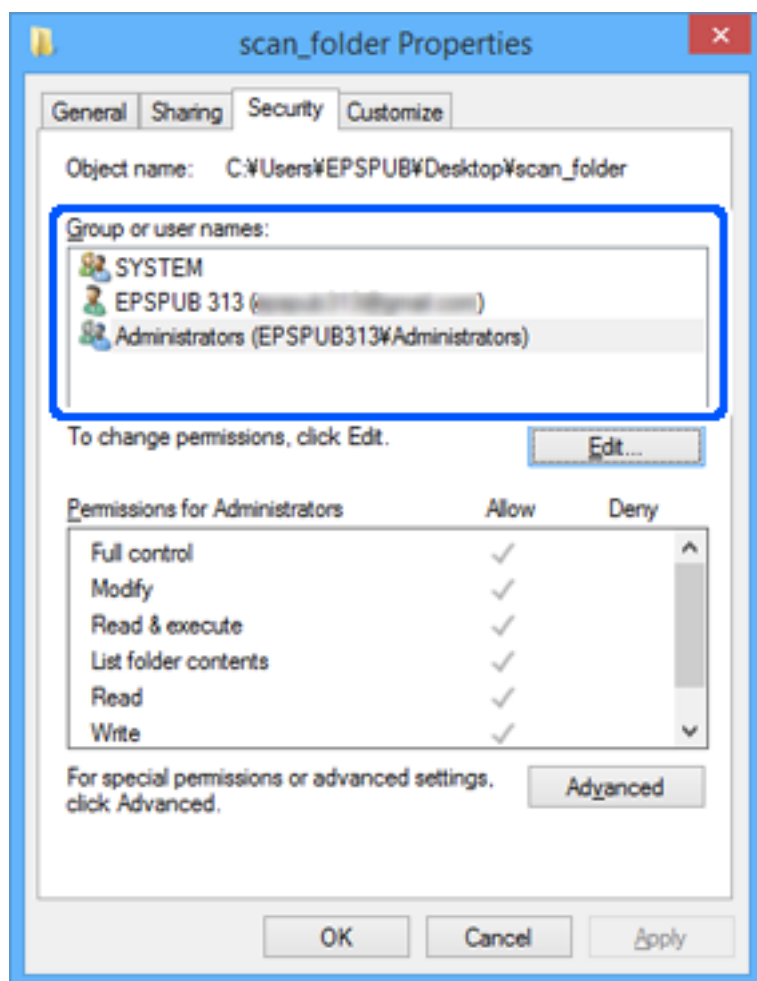 scan_folder Properties
General Sharing Security Customize
Object name: C:¥Users¥EPSPUB¥Desktop¥scan_folder
Group or user names:
SYSTEM
EPSPUB 313 ( )
Administrators (EPSPUB313¥Administrators)
To change permissions, click Edit.
Edit...
Permissions for Administrators Allow Deny
Full control
Modify
Read & execute
List folder contents
Read
Write
For special permissions or advanced settings,
click Advanced.
Advanced
OK Cancel Apply